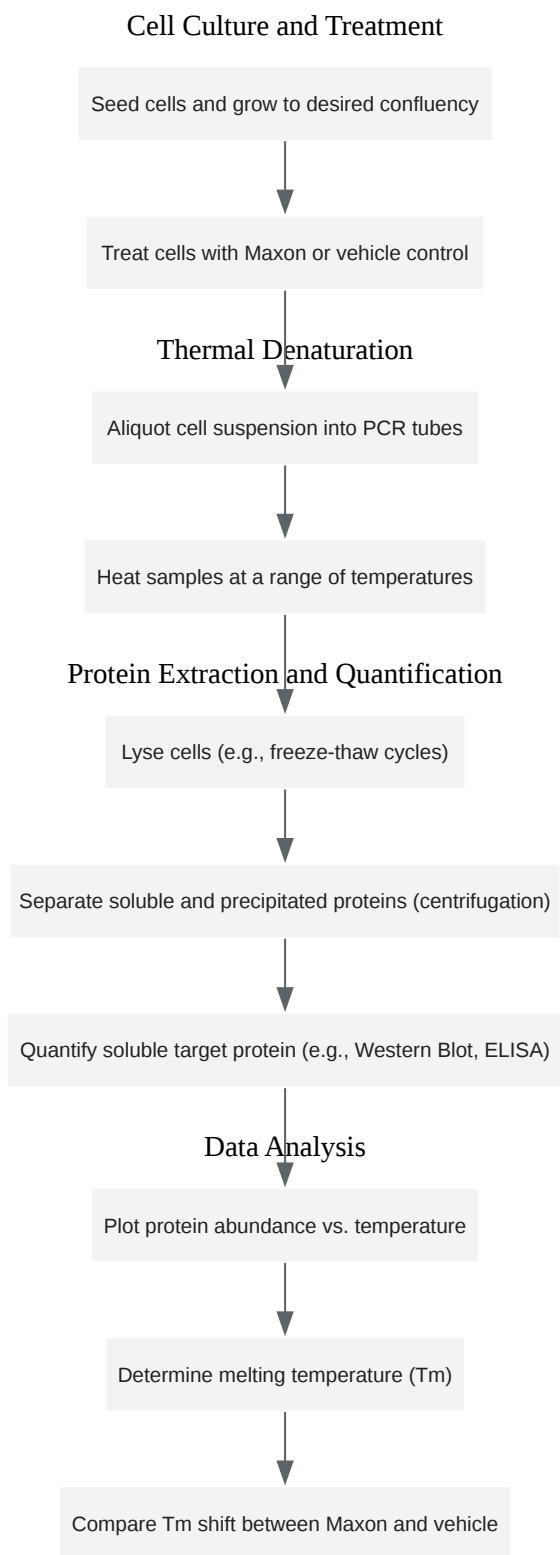 Cell Culture and Treatment
Seed cells and grow to desired confluency
Treat cells with Maxon or vehicle control
Thermal Denaturation
Aliquot cell suspension into PCR tubes
Heat samples at a range of temperatures
Protein Extraction and Quantification
Lyse cells (e.g., freeze-thaw cycles)
Separate soluble and precipitated proteins (centrifugation)
Quantify soluble target protein (e.g., Western Blot, ELISA)
Data Analysis
Plot protein abundance vs. temperature
Determine melting temperature (Tm)
Compare Tm shift between Maxon and vehicle